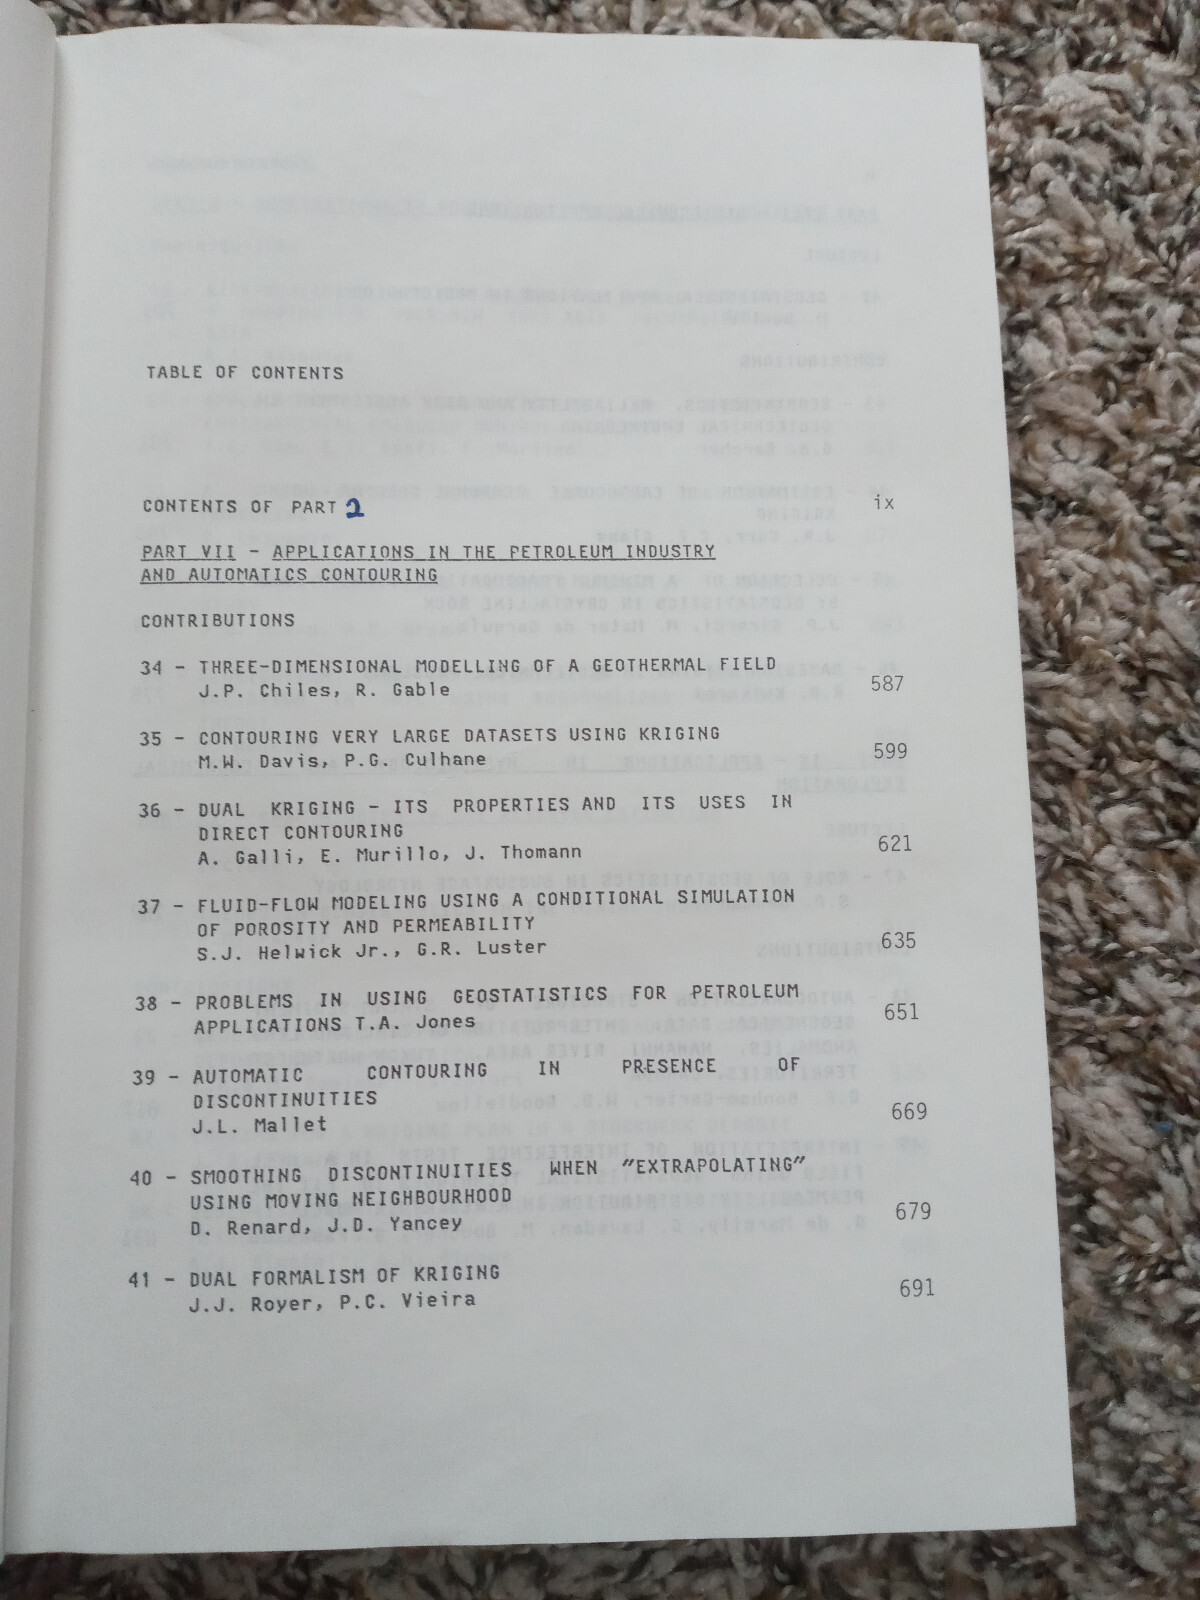 TABLE OF CONTENTS
CONTENTS OF PART 2 ix
PART VII - APPLICATIONS IN THE PETROLEUM INDUSTRY
AND AUTOMATICS CONTOURING
CONTRIBUTIONS
34 - THREE-DIMENSIONAL MODELLING OF A GEOTHERMAL FIELD
J.P. Chiles, R. Gable 587
35 - CONTOURING VERY LARGE DATASETS USING KRIGING
M.W. Davis, P.G. Culhane 599
36 - DUAL KRIGING - ITS PROPERTIES AND ITS USES IN
DIRECT CONTOURING
A. Galli, E. Murillo, J. Thomann 621
37 - FLUID-FLOW MODELING USING A CONDITIONAL SIMULATION
OF POROSITY AND PERMEABILITY
S.J. Helwick Jr., G.R. Luster 635
38 - PROBLEMS IN USING GEOSTATISTICS FOR PETROLEUM
APPLICATIONS T.A. Jones 651
39 - AUTOMATIC CONTOURING IN PRESENCE OF
DISCONTINUITIES
J.L. Mallet 669
40 - SMOOTHING DISCONTINUITIES WHEN "EXTRAPOLATING"
USING MOVING NEIGHBOURHOOD
D. Renard, J.D. Yancey 679
41 - DUAL FORMALISM OF KRIGING
J.J. Royer, P.C. Vieira 691